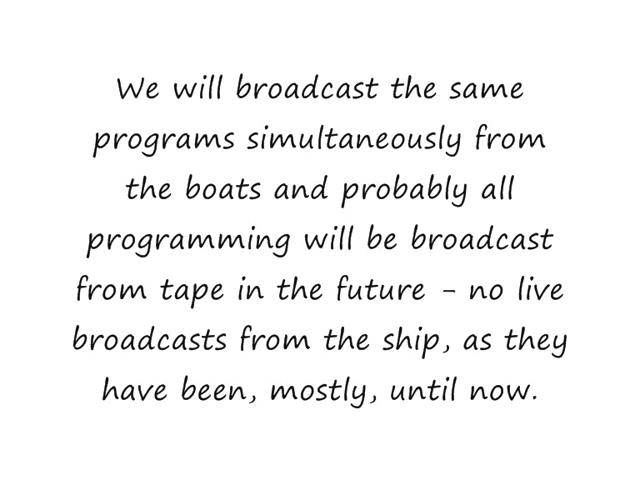 We will broadcast the same
programs simultaneously from
the boats and probably all
programming will be broadcast
from tape in the future - no live
broadcasts from the ship, as they
have been, mostly, until now.